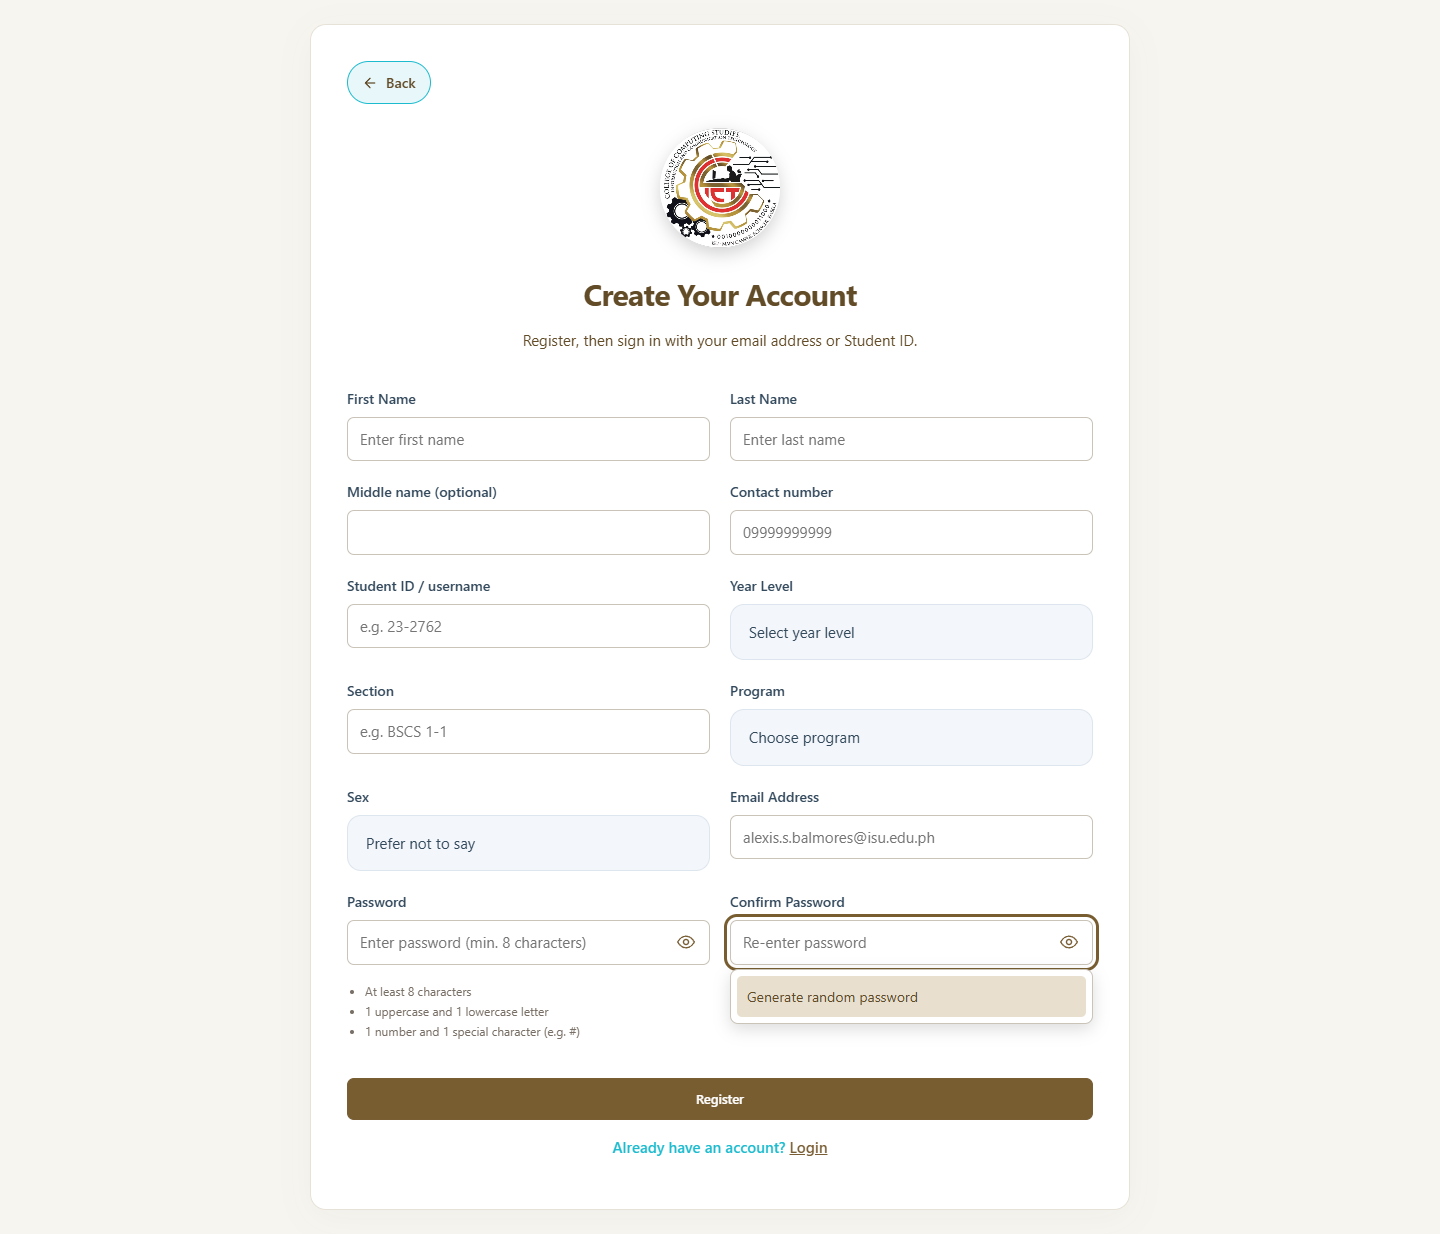 Back
COLLEGE OF COMPUTING STUDIES
ICT
Create Your Account
Register, then sign in with your email address or Student ID.
First Name
Last Name
Enter first name
Enter last name
Middle name (optional)
Contact number
09999999999
Student ID / username
Year Level
e.g. 23-2762
Select year level
Section
Program
e.g. BSCS 1-1
Choose program
Sex
Email Address
Prefer not to say
alexis.s.balmores@isu.edu.ph
Password
Confirm Password
Enter password (min. 8 characters)
Re-enter password
At least 8 characters
Generate random password
1 uppercase and 1 lowercase letter
1 number and 1 special character (e.g. #)
Register
Already have an account? Login